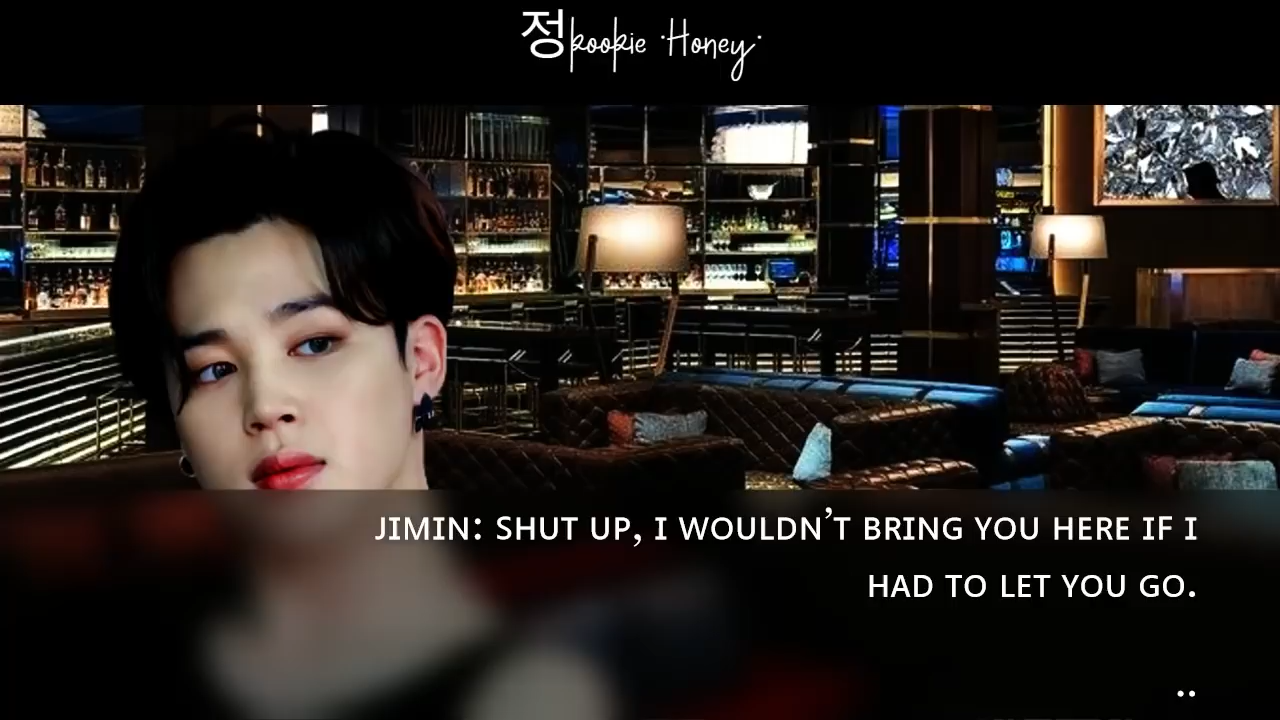 정kookie Honey
JIMIN: SHUT UP, I WOULDN'T BRING YOU HERE IF I
HAD TO LET YOU GO.
..